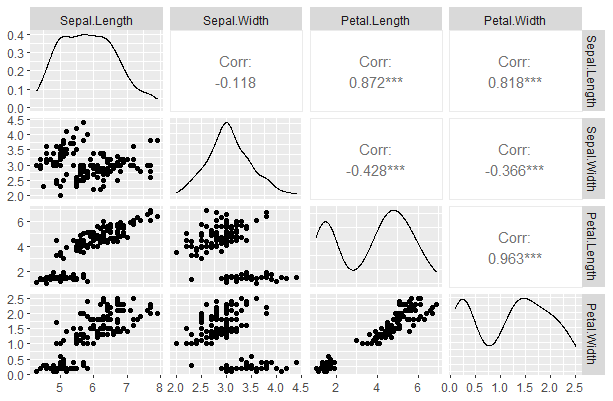 Sepal.Length Sepal.Width Petal.Length Petal.Width
0.4
0.3
0.2
0.1
0.0
Corr:
-0.118
Corr:
0.872***
Corr:
0.818***
Sepal.Length
4.5
4.0
3.5
3.0
2.5
2.0
Corr:
-0.428***
Corr:
-0.366***
Sepal.Width
6
4
2
Corr:
0.963***
Petal.Length
2.5
2.0
1.5
1.0
0.5
0.0
Petal.Width
5 6 7 8 2.0 2.5 3.0 3.5 4.0 4.5 2 4 6 0.0 0.5 1.0 1.5 2.0 2.5